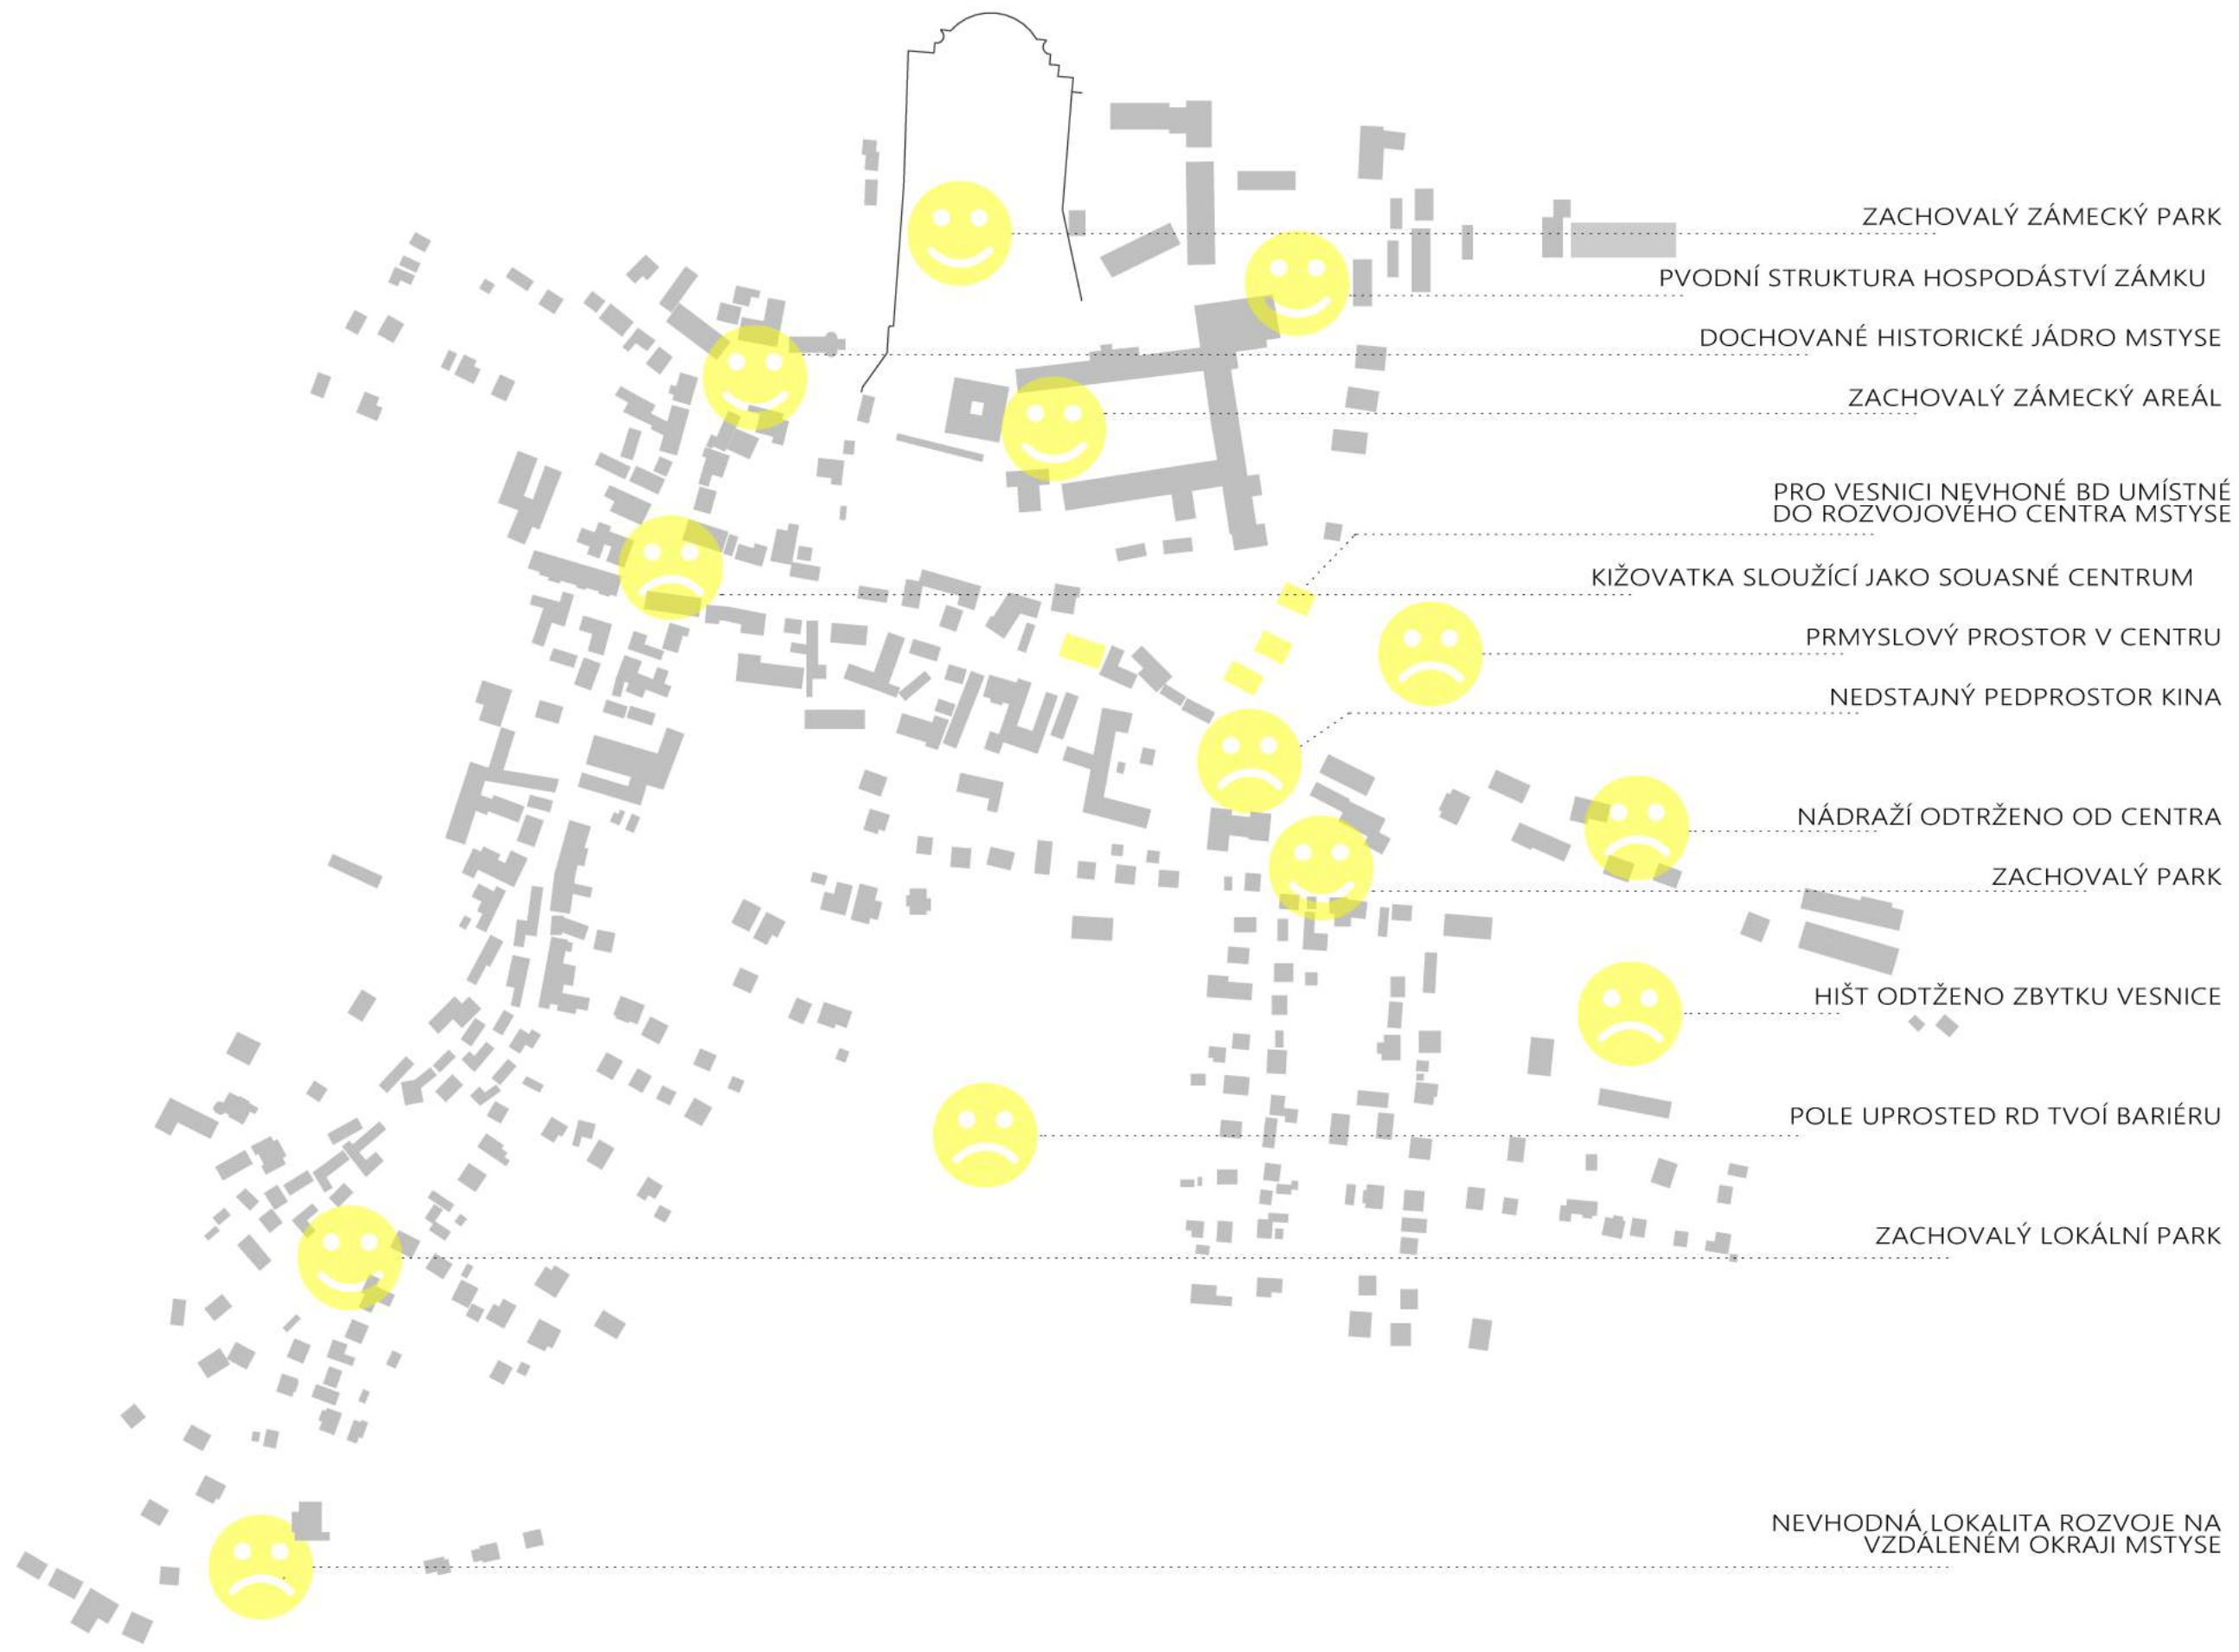 ZACHOVALÝ ZÁMECKÝ PARK
PVODNÍ STRUKTURA HOSPODÁSTVÍ ZÁMKU
DOCHOVANÉ HISTORICKÉ JÁDRO MSTYSE
ZACHOVALÝ ZÁMECKÝ AREÁL
PRO VESNICI NEVHONÉ BD UMÍSTNÉ
DO ROZVOJOVÉHO CENTRA MSTYSE
KIŽOVATKA SLOUŽÍCÍ JAKO SOUASNÉ CENTRUM
PRMYSLOVÝ PROSTOR V CENTRU
NEDSTAJNÝ PEDPROSTOR KINA
NÁDRAŽÍ ODTRŽENO OD CENTRA
ZACHOVALÝ PARK
HIŠT ODTŽENO ZBYTKU VESNICE
POLE UPROSTED RD TVOÍ BARIÉRU
ZACHOVALÝ LOKÁLNÍ PARK
NEVHODNÁ LOKALITA ROZVOJE NA
VZDÁLENÉM OKRAJI MSTYSE